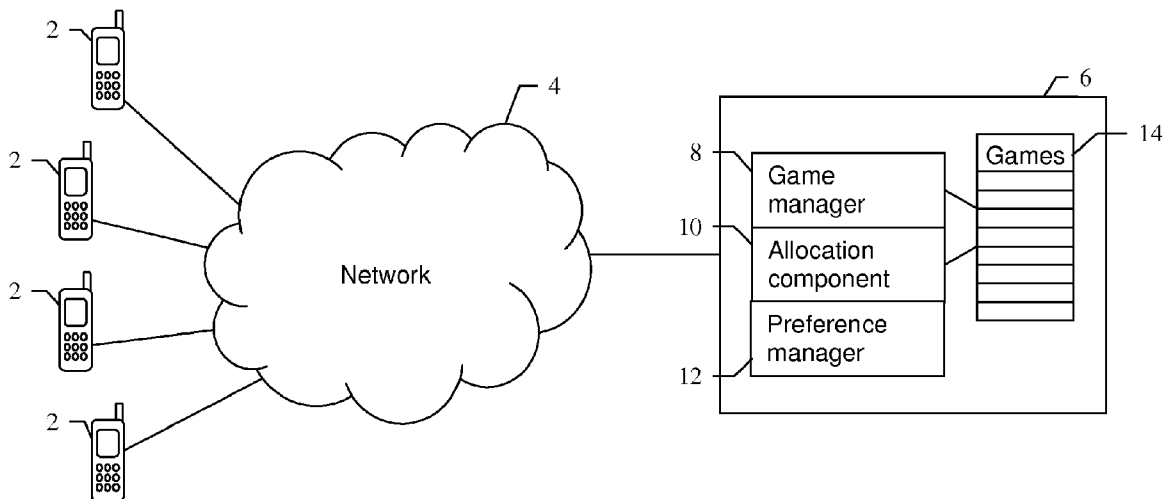 2
4
6
2
8
Games
14
Game
manager
10
Allocation
component
2
Network
Preference
manager
12
2